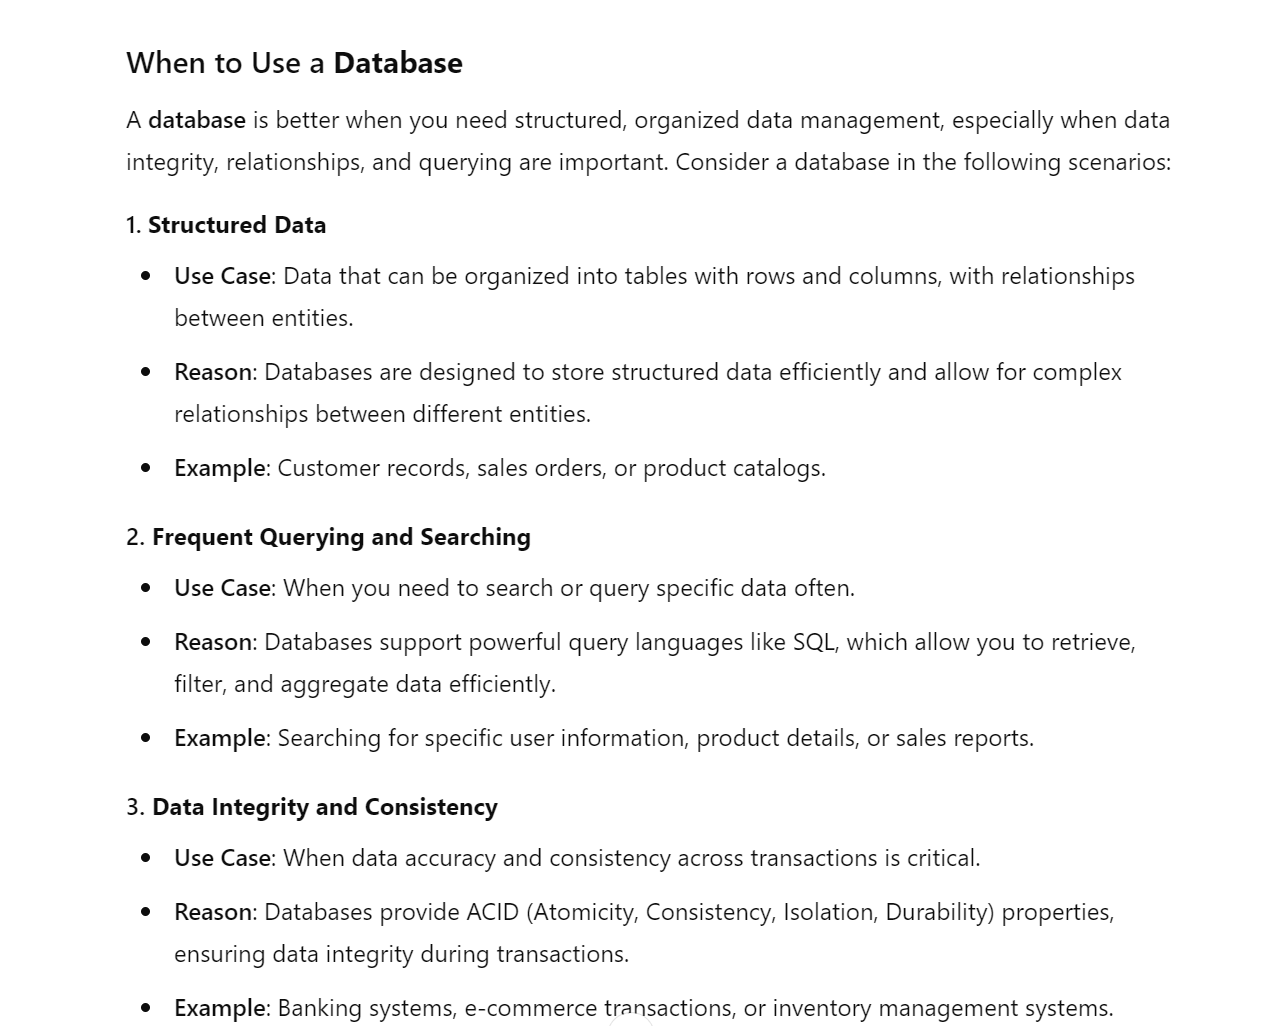 When to Use a Database
A database is better when you need structured, organized data management, especially when data
integrity, relationships, and querying are important. Consider a database in the following scenarios:
1. Structured Data
• Use Case: Data that can be organized into tables with rows and columns, with relationships
between entities.
• Reason: Databases are designed to store structured data efficiently and allow for complex
relationships between different entities.
• Example: Customer records, sales orders, or product catalogs.
2. Frequent Querying and Searching
• Use Case: When you need to search or query specific data often.
• Reason: Databases support powerful query languages like SQL, which allow you to retrieve,
filter, and aggregate data efficiently.
• Example: Searching for specific user information, product details, or sales reports.
3. Data Integrity and Consistency
• Use Case: When data accuracy and consistency across transactions is critical.
• Reason: Databases provide ACID (Atomicity, Consistency, Isolation, Durability) properties,
ensuring data integrity during transactions.
• Example: Banking systems, e-commerce transactions, or inventory management systems.